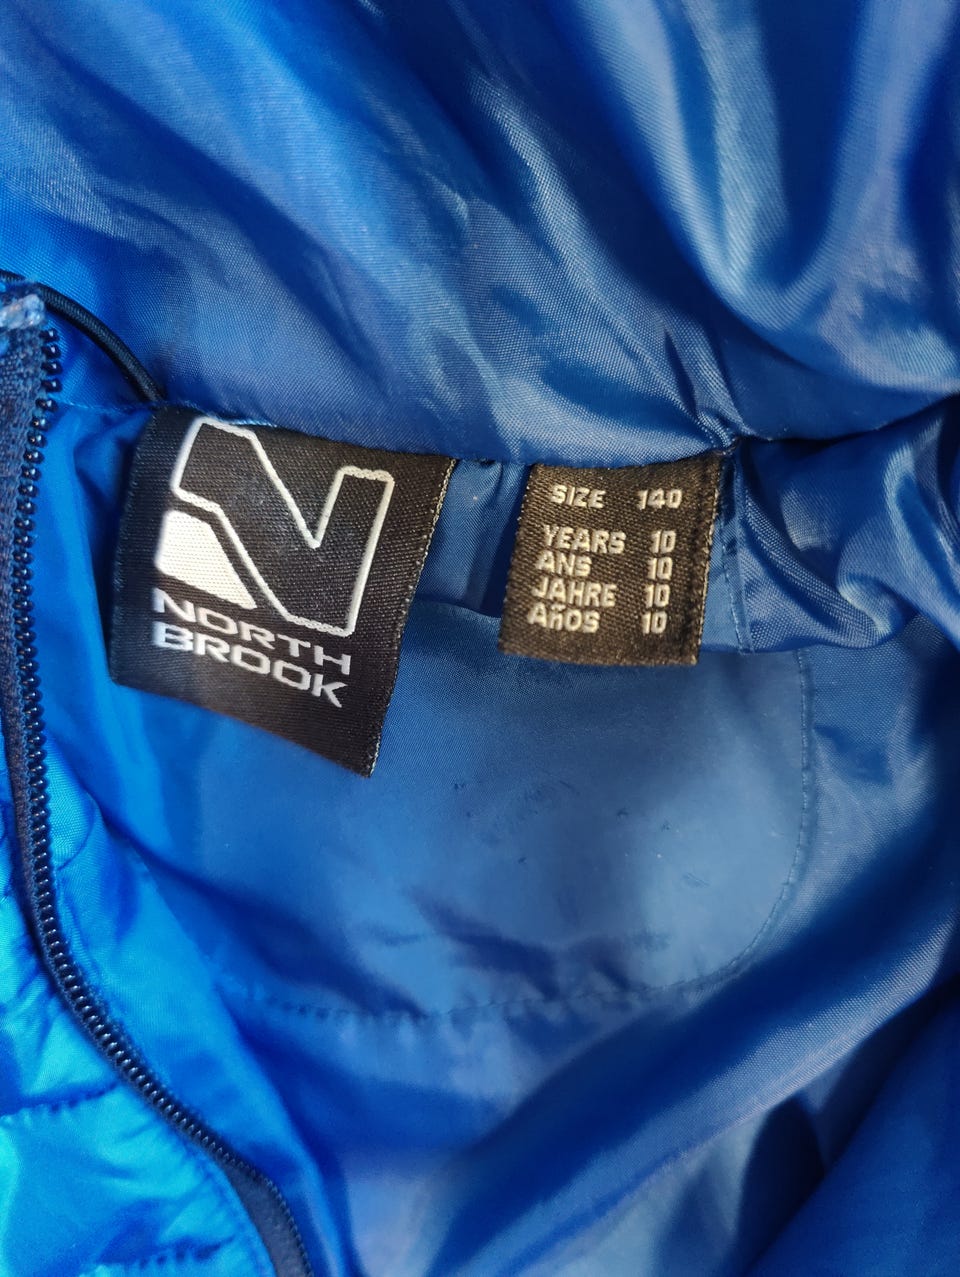 NORTH
BROOK
SIZE 140
YEARS 10
ANS 10
JAHRE 10
AñOS 10